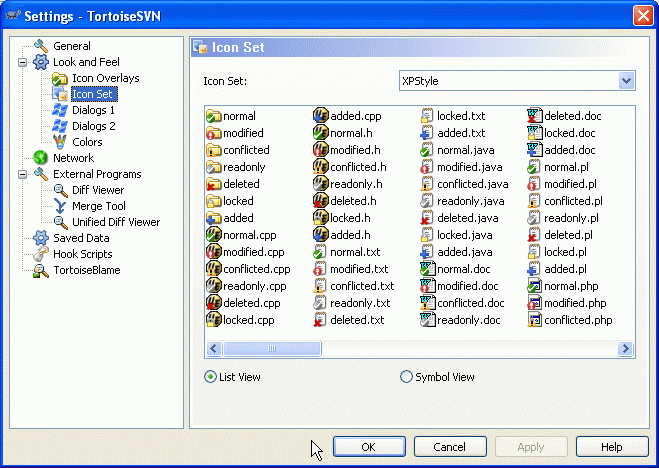 Settings - TortoiseSVN
General
Look and Feel
Icon Overlays
Icon Set
Dialogs 1
Dialogs 2
Colors
Network
External Programs
Diff Viewer
Merge Tool
Unified Diff Viewer
Saved Data
Hook Scripts
TortoiseBlame
Icon Set
Icon Set:
XPStyle
normal
modified
conflicted
readonly
deleted
locked
added
normal.cpp
modified.cpp
conflicted.cpp
readonly.cpp
deleted.cpp
locked.cpp
added.cpp
normal.h
modified.h
conflicted.h
readonly.h
deleted.h
locked.h
added.h
normal.txt
modified.txt
conflicted.txt
readonly.txt
deleted.txt
locked.txt
added.txt
normal.java
modified.java
conflicted.java
readonly.java
deleted.java
locked.java
added.java
normal.doc
modified.doc
conflicted.doc
readonly.doc
deleted.doc
locked.doc
added.doc
normal.pl
modified.pl
conflicted.pl
readonly.pl
deleted.pl
locked.pl
added.pl
normal.php
modified.php
conflicted.php
List View
Symbol View
OK
Cancel
Apply
Help